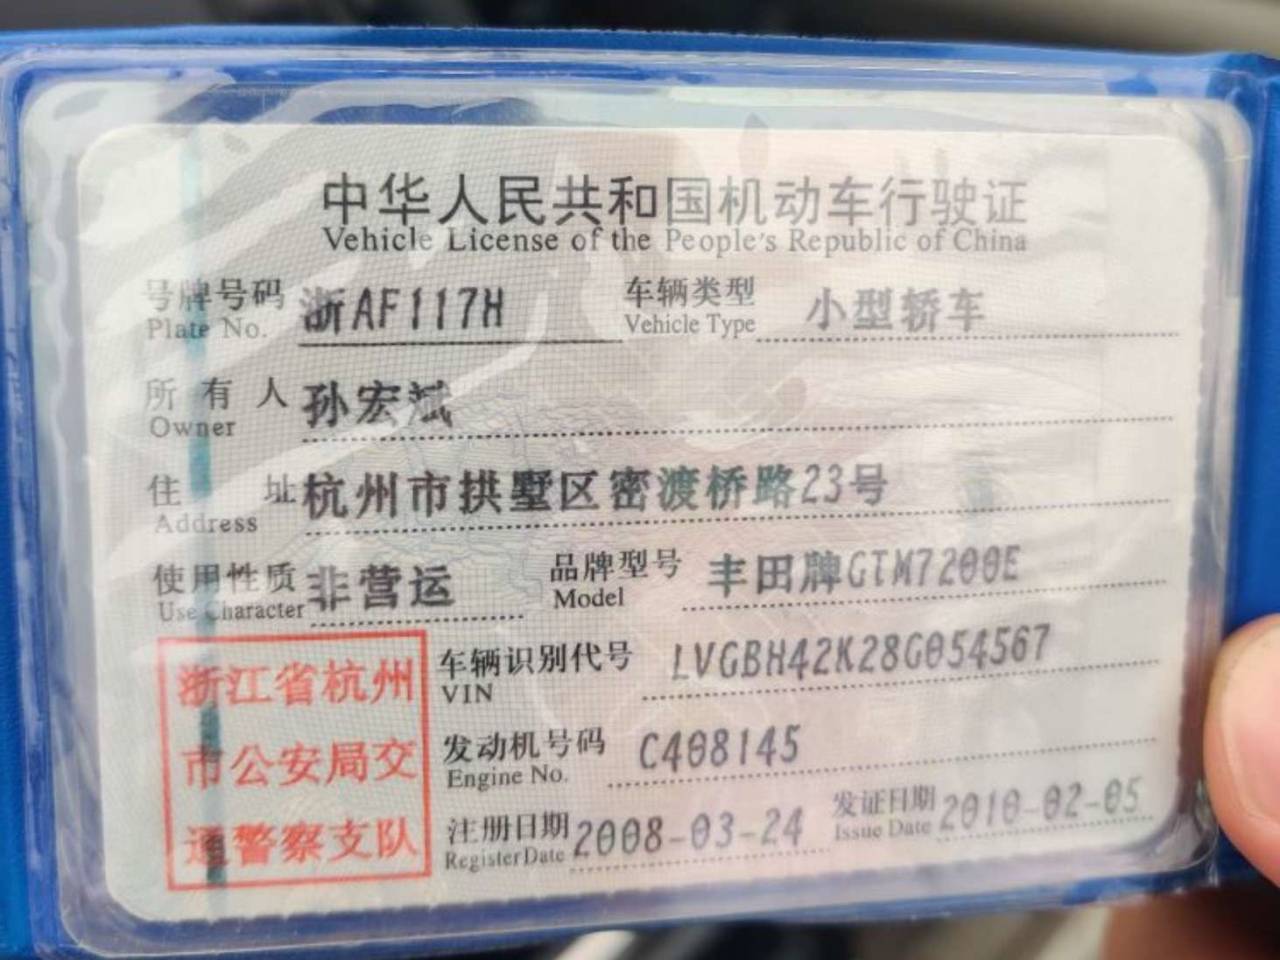 中华人民共和国机动车行驶证
Vehicle License of the People's Republic of China
号牌号码 浙AF117H 车辆类型 小型轿车
Plate No. Vehicle Type
所有人 孙宏斌
Owner
住址 杭州市拱墅区密渡桥路23号
Address
使用性质 非营运 品牌型号 丰田牌GTM7200E
Use Character Model
浙江省杭州
市公安局交
通警察支队
车辆识别代号 LVGBH42K28G054567
VIN
发动机号码 C408145
Engine No.
注册日期 2008-03-24 发证日期 2010-02-05
Register Date Issue Date